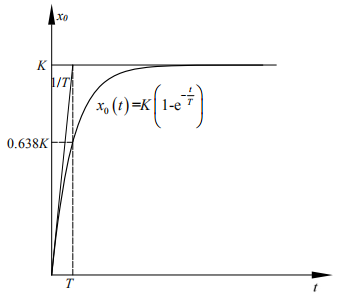 x₀
K
1/T
x₀(t)=K(1-e^{-t/T})
0.638K
T
t